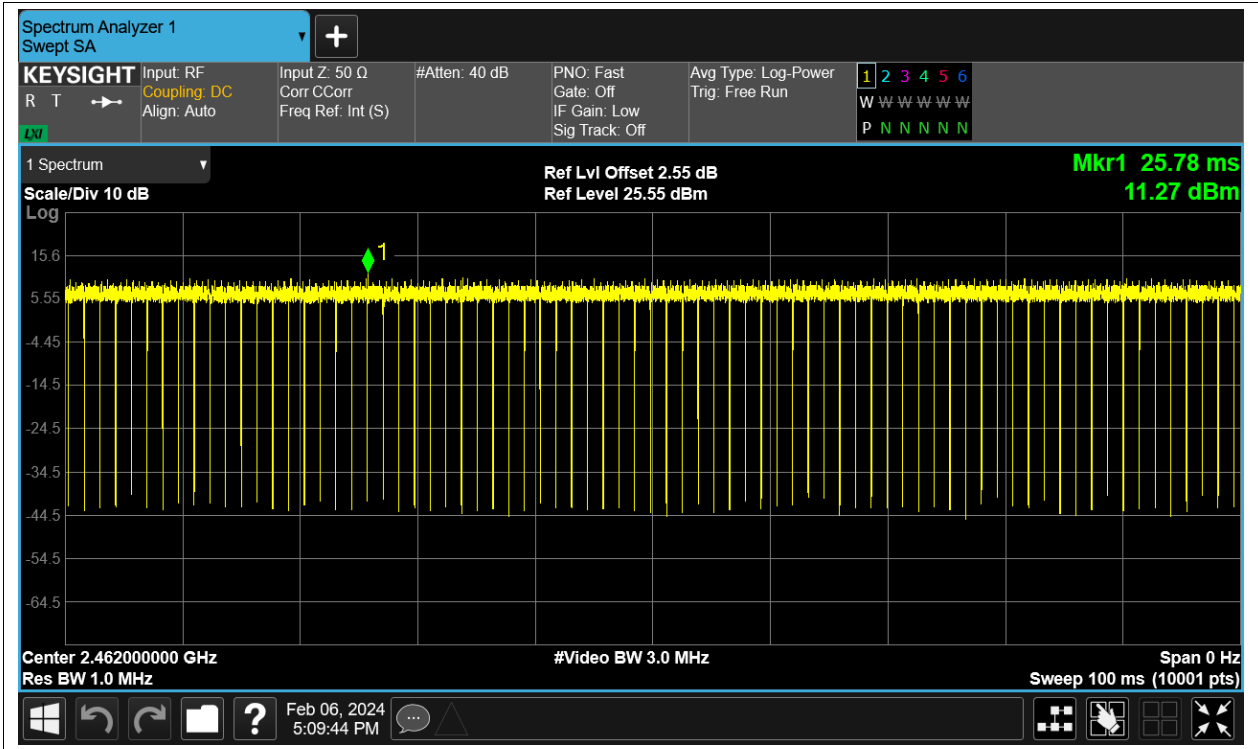 Spectrum Analyzer 1
Swept SA
KEYSIGHT
R T
LXI
Input: RF
Coupling: DC
Align: Auto
Input Z: 50 Ω
Corr CCorr
Freq Ref: Int (S)
#Atten: 40 dB
PNO: Fast
Gate: Off
IF Gain: Low
Sig Track: Off
Avg Type: Log-Power
Trig: Free Run
1 2 3 4 5 6
W W W W W W
P N N N N N
1 Spectrum
Scale/Div 10 dB
Log
Ref Lvl Offset 2.55 dB
Ref Level 25.55 dBm
Mkr1 25.78 ms
11.27 dBm
1
15.6
5.55
-4.45
-14.5
-24.5
-34.5
-44.5
-54.5
-64.5
Center 2.462000000 GHz
Res BW 1.0 MHz
#Video BW 3.0 MHz
Span 0 Hz
Sweep 100 ms (10001 pts)
?
Feb 06, 2024
5:09:44 PM